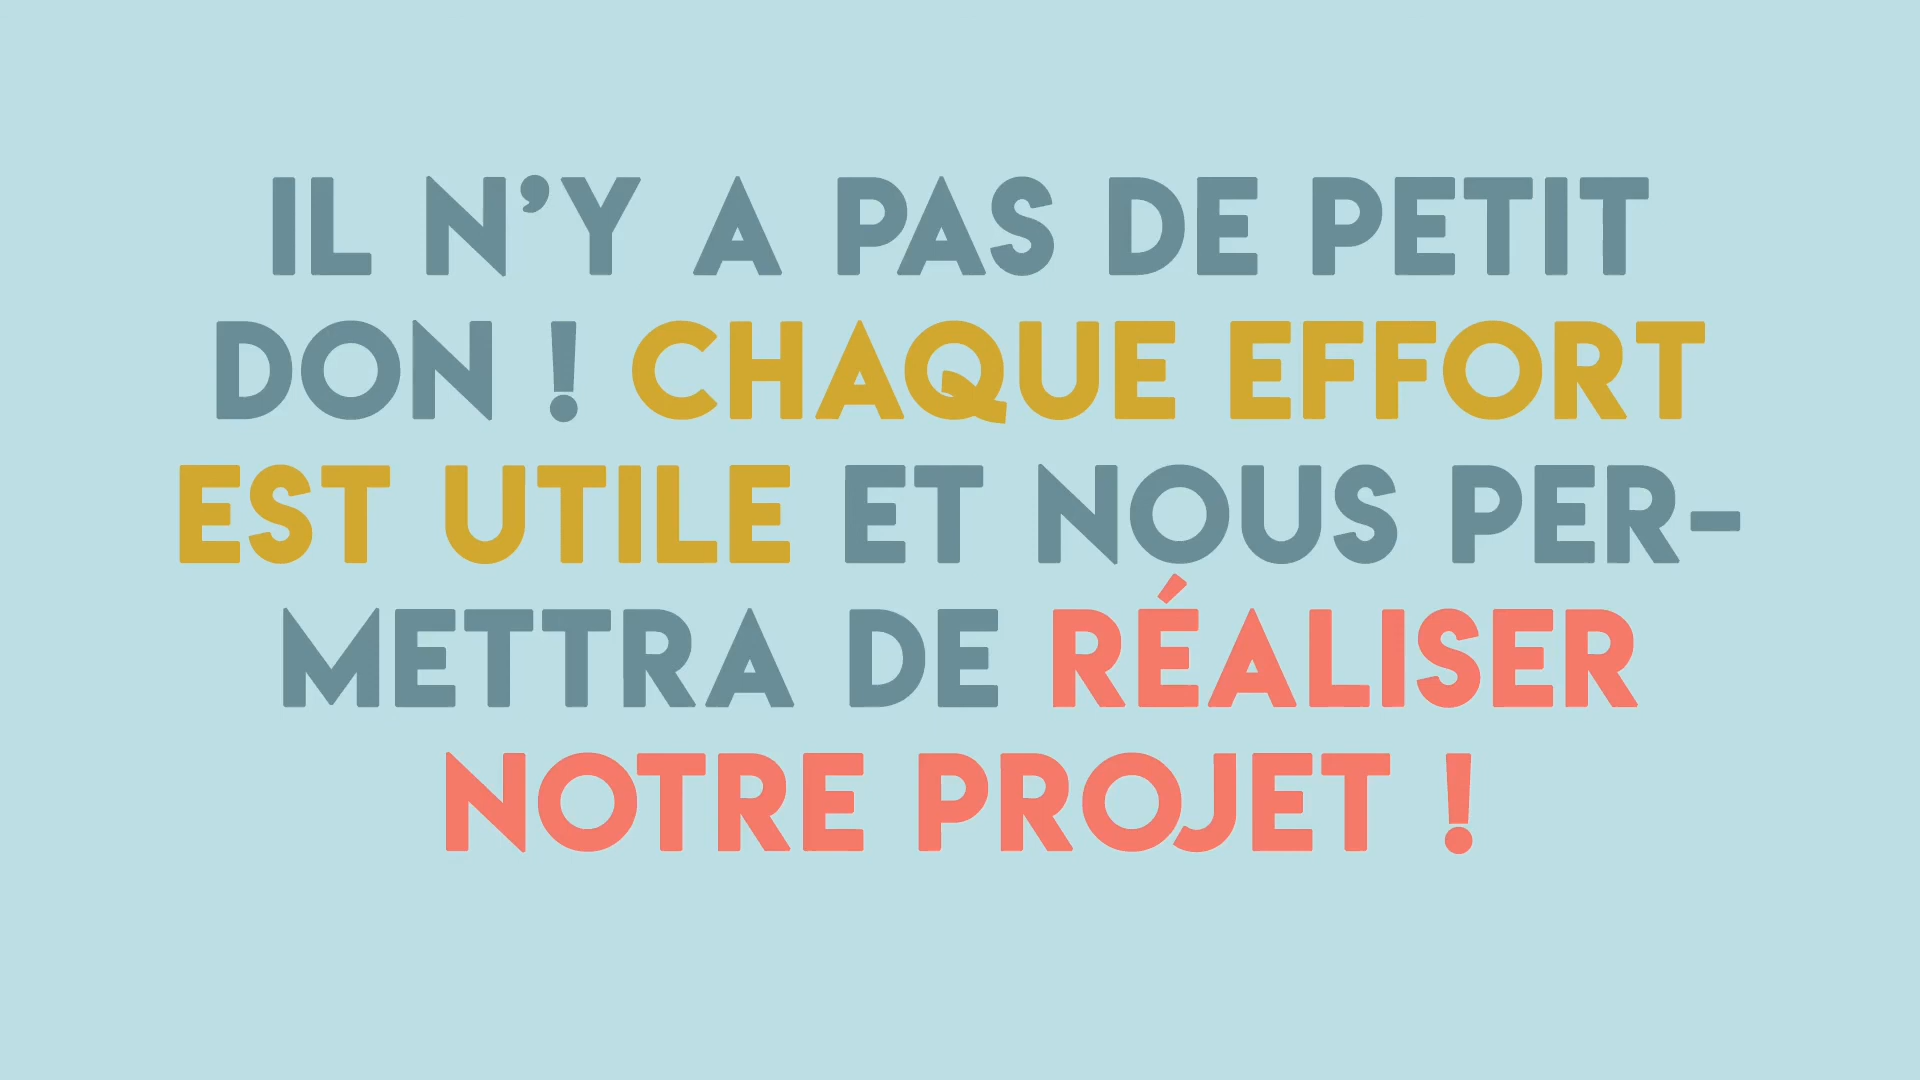 IL N’Y A PAS DE PETIT
DON ! CHAQUE EFFORT
EST UTILE ET NOUS PER-
METTRA DE RÉALISER
NOTRE PROJET !